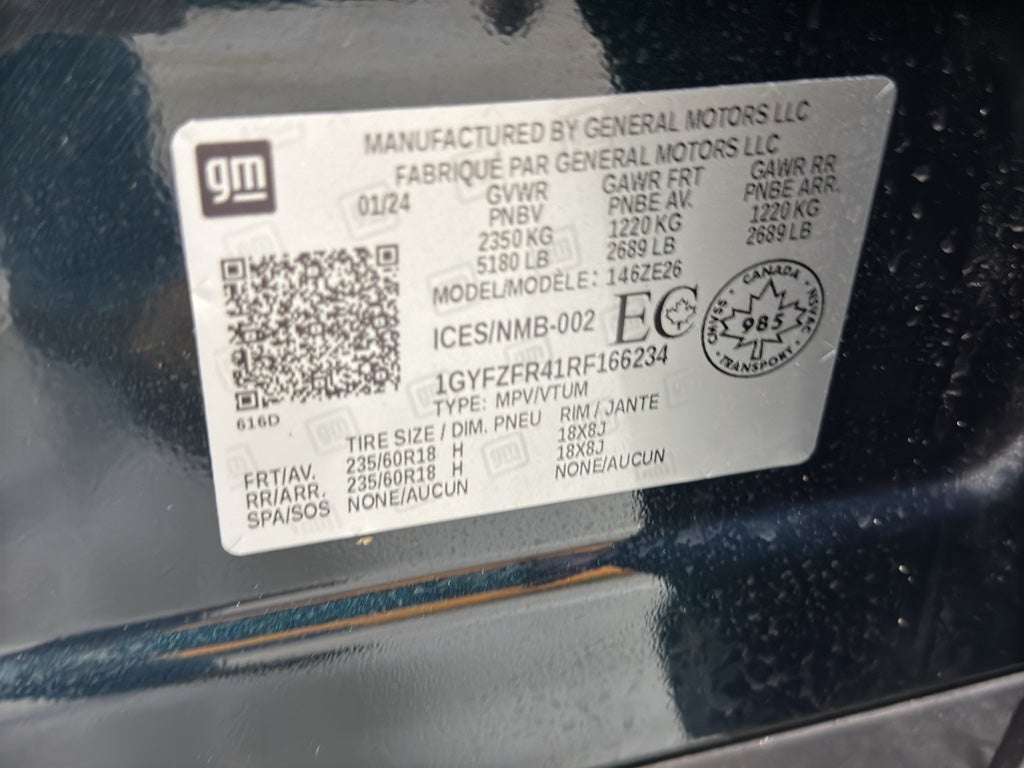 gm
MANUFACTURED BY GENERAL MOTORS LLC
FABRIQUÉ PAR GENERAL MOTORS LLC
01/24
GVWR GAWR FRT GAWR RR
PNBV PNBE AV. PNBE ARR.
2350 KG 1220 KG 1220 KG
5180 LB 2689 LB 2689 LB
MODEL/MODÈLE: 146ZE26
ICES/NMB-002 EC
CANADA
CMVSS 985 NSVAC
TRANSPORT
1GYFZFR41RF166234
TYPE: MPV/VTUM
616D
TIRE SIZE / DIM. PNEU RIM / JANTE
FRT/AV. 235/60R18 H 18X8J
RR/ARR. 235/60R18 H 18X8J
SPA/SOS NONE/AUCUN NONE/AUCUN